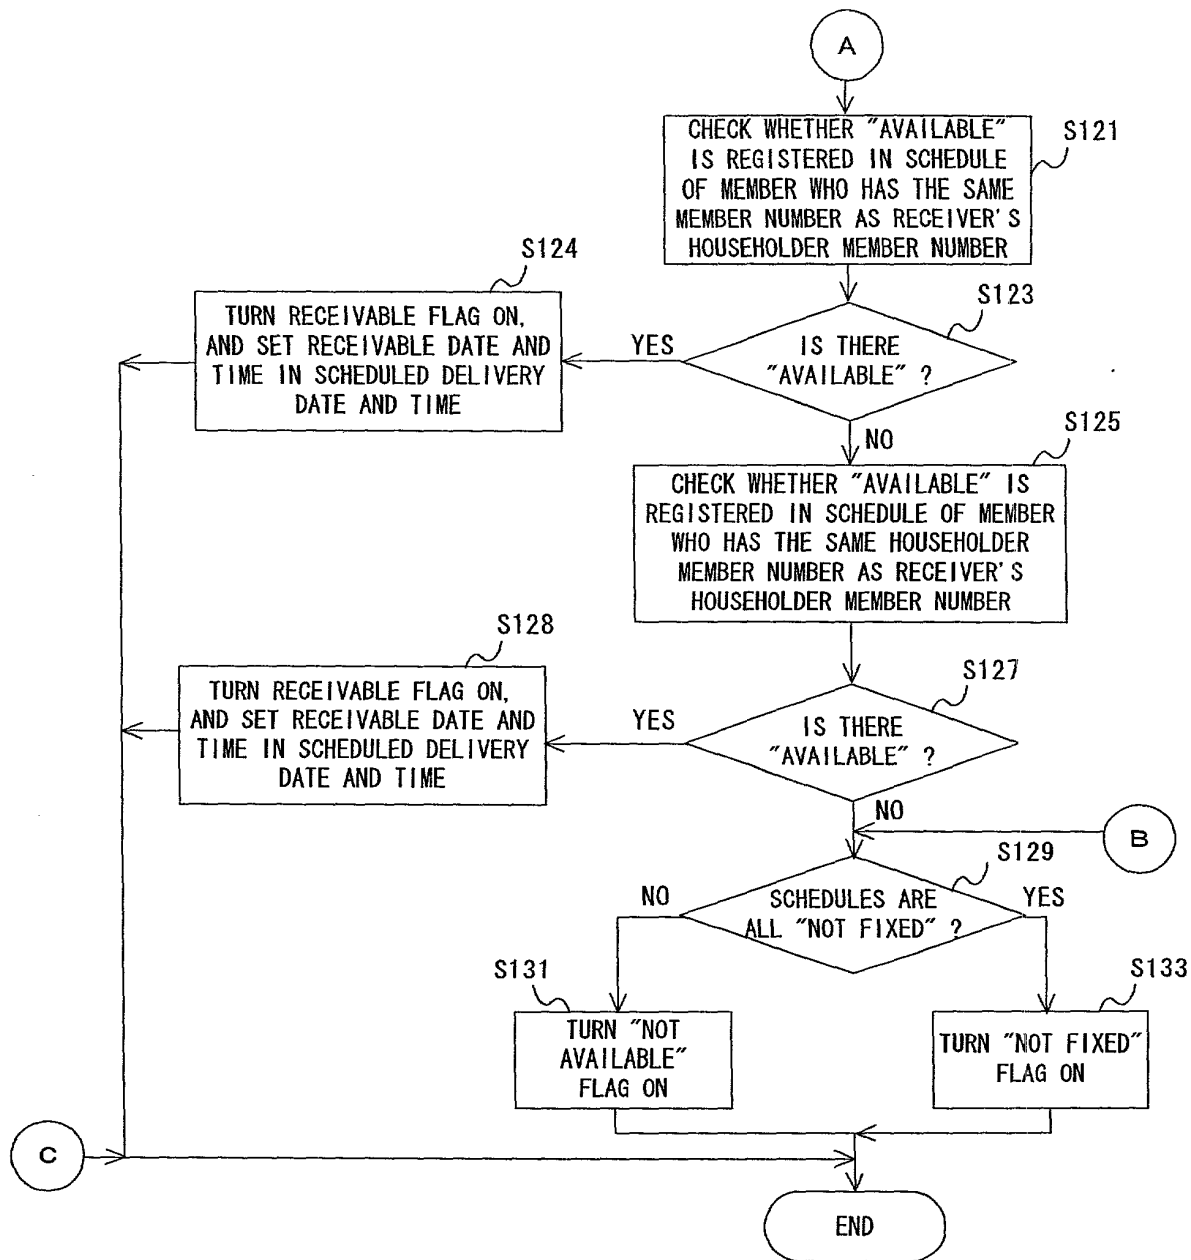 A
CHECK WHETHER "AVAILABLE"
IS REGISTERED IN SCHEDULE
OF MEMBER WHO HAS THE SAME
MEMBER NUMBER AS RECEIVER'S
HOUSEHOLDER MEMBER NUMBER
S121
S124
TURN RECEIVABLE FLAG ON,
AND SET RECEIVABLE DATE AND
TIME IN SCHEDULED DELIVERY
DATE AND TIME
YES
S123
IS THERE
"AVAILABLE" ?
NO
S125
CHECK WHETHER "AVAILABLE" IS
REGISTERED IN SCHEDULE OF MEMBER
WHO HAS THE SAME HOUSEHOLDER
MEMBER NUMBER AS RECEIVER'S
HOUSEHOLDER MEMBER NUMBER
S128
TURN RECEIVABLE FLAG ON,
AND SET RECEIVABLE DATE AND
TIME IN SCHEDULED DELIVERY
DATE AND TIME
YES
S127
IS THERE
"AVAILABLE" ?
NO
B
S129
NO
SCHEDULES ARE
ALL "NOT FIXED" ?
YES
S131
TURN "NOT
AVAILABLE"
FLAG ON
S133
TURN "NOT FIXED"
FLAG ON
C
END